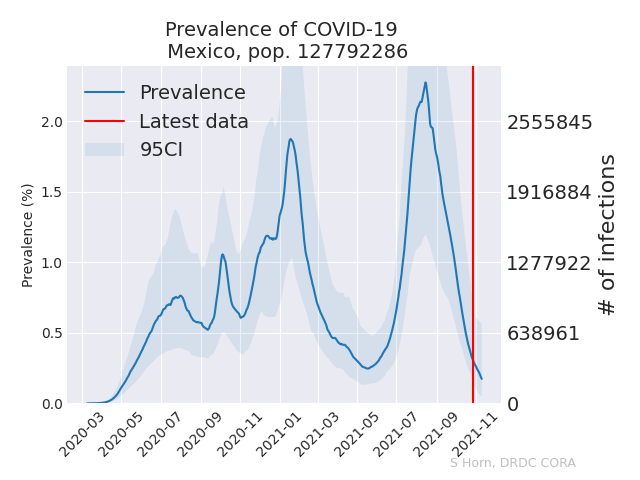 Prevalence of COVID-19
Mexico, pop. 127792286
Prevalence
Latest data
95CI
Prevalence (%)
2.0
1.5
1.0
0.5
0.0
2555845
1916884
1277922
638961
0
# of infections
2020-03
2020-05
2020-07
2020-09
2020-11
2021-01
2021-03
2021-05
2021-07
2021-09
2021-11
S Horn, DRDC CORA